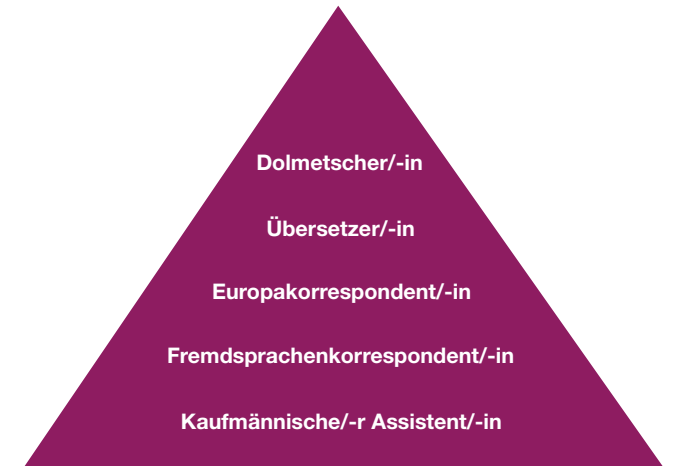 Dolmetscher/-in
Übersetzer/-in
Europakorrespondent/-in
Fremdsprachenkorrespondent/-in
Kaufmännische/-r Assistent/-in